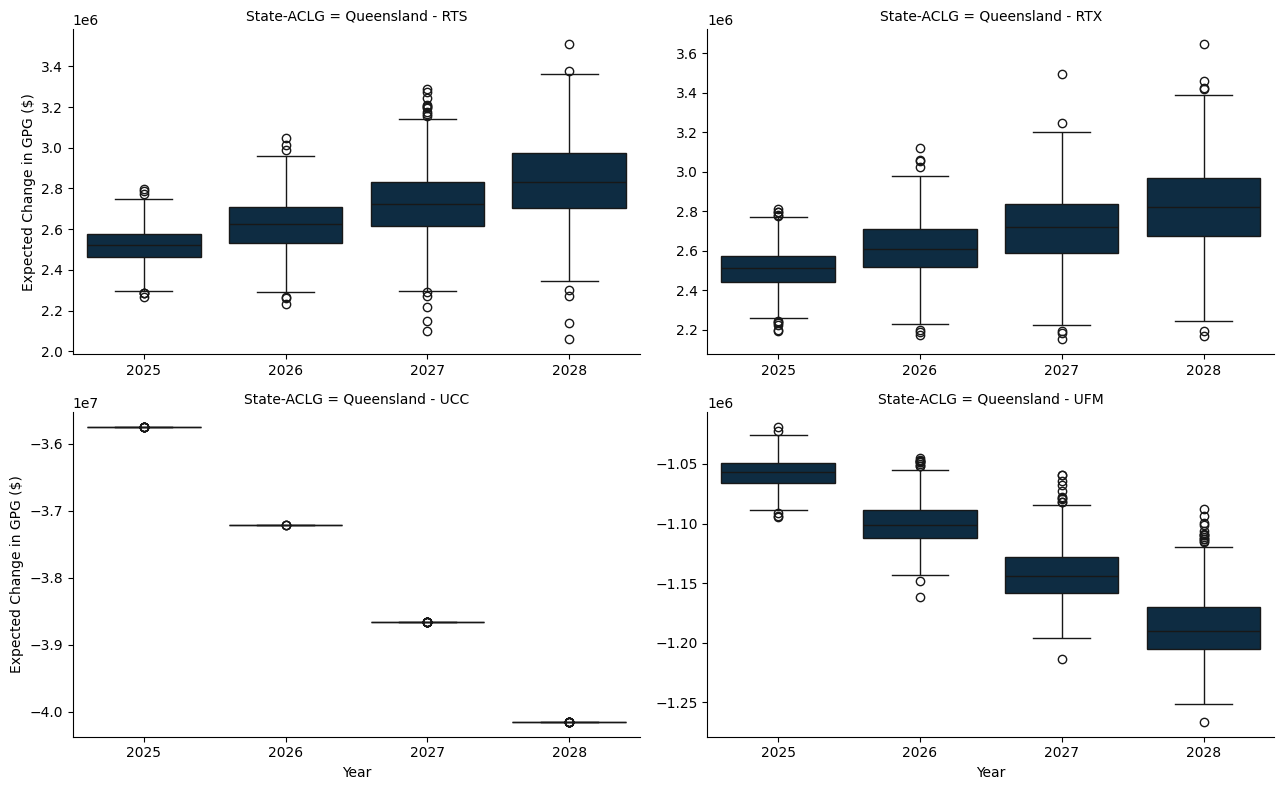 State-ACLG = Queensland - RTS
1e6
Expected Change in GPG ($)
3.4
3.2
3.0
2.8
2.6
2.4
2.2
2.0
2025 2026 2027 2028
State-ACLG = Queensland - RTX
1e6
3.6
3.4
3.2
3.0
2.8
2.6
2.4
2.2
2025 2026 2027 2028
State-ACLG = Queensland - UCC
1e7
Expected Change in GPG ($)
−3.6
−3.7
−3.8
−3.9
−4.0
2025 2026 2027 2028
Year
State-ACLG = Queensland - UFM
1e6
−1.05
−1.10
−1.15
−1.20
−1.25
2025 2026 2027 2028
Year